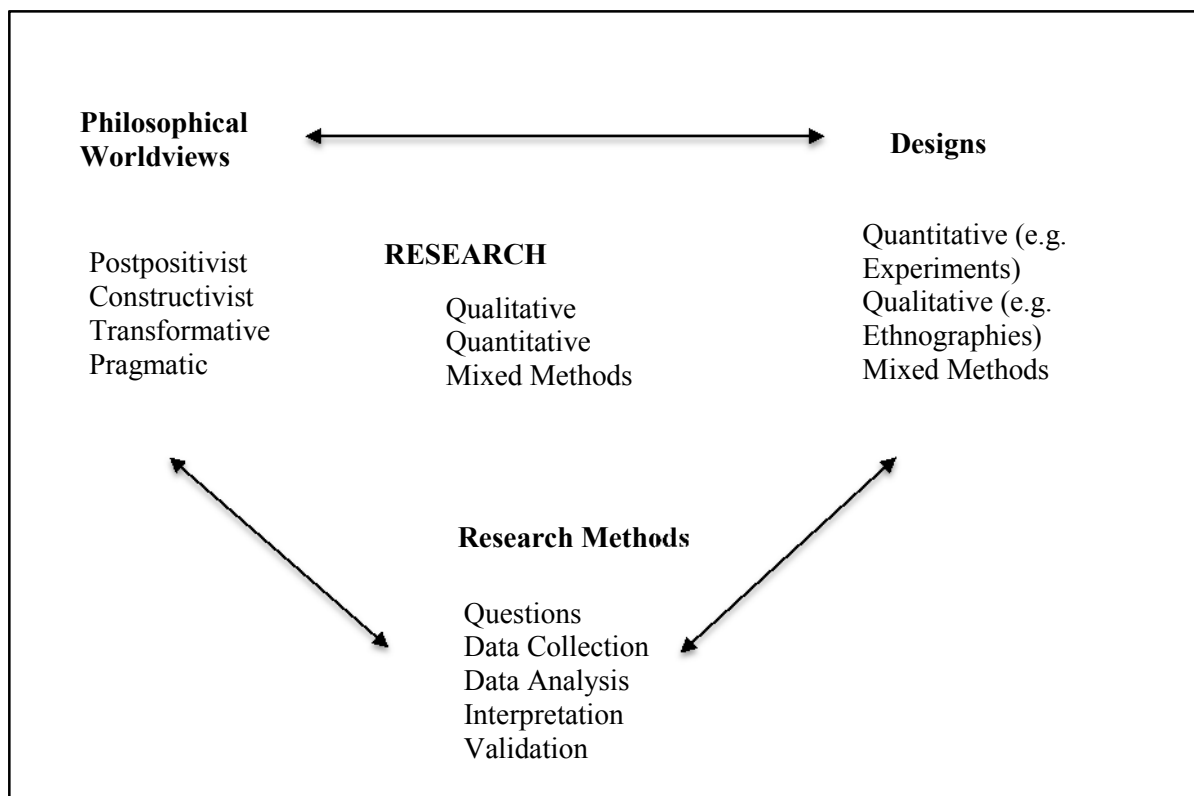 Philosophical
Worldviews
Designs
Postpositivist
Constructivist
Transformative
Pragmatic
RESEARCH
Qualitative
Quantitative
Mixed Methods
Quantitative (e.g.
Experiments)
Qualitative (e.g.
Ethnographies)
Mixed Methods
Research Methods
Questions
Data Collection
Data Analysis
Interpretation
Validation